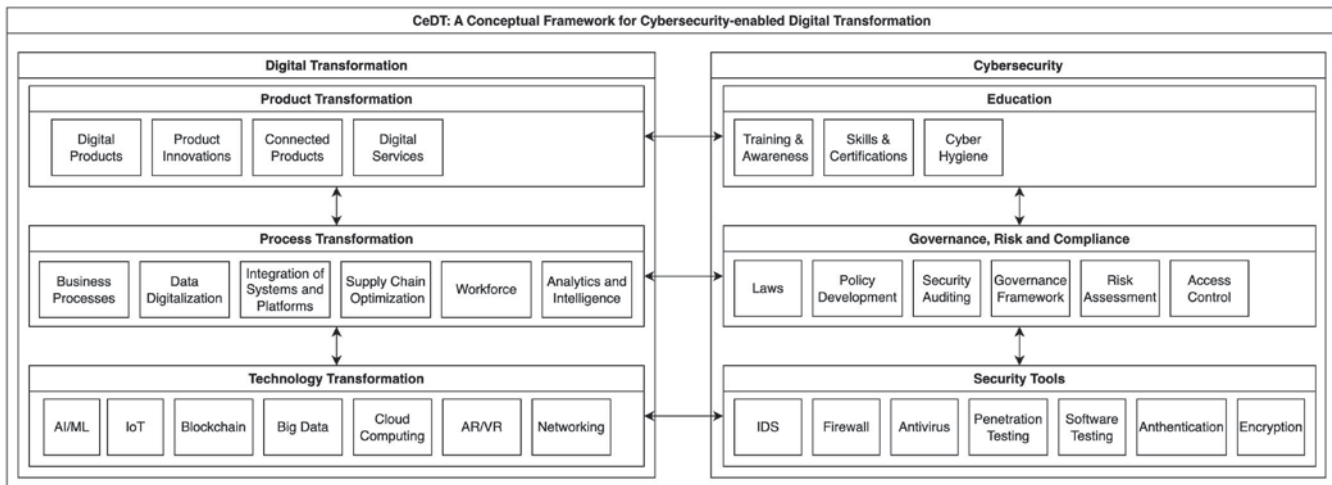 CeDT: A Conceptual Framework for Cybersecurity-enabled Digital Transformation
Digital Transformation
Product Transformation
Digital
Products
Product
Innovations
Connected
Products
Digital
Services
Process Transformation
Business
Processes
Data
Digitalization
Integration of
Systems and
Platforms
Supply Chain
Optimization
Workforce
Analytics and
Intelligence
Technology Transformation
AI/ML
IoT
Blockchain
Big Data
Cloud
Computing
AR/VR
Networking
Cybersecurity
Education
Training &
Awareness
Skills &
Certifications
Cyber
Hygiene
Governance, Risk and Compliance
Laws
Policy
Development
Security
Auditing
Governance
Framework
Risk
Assessment
Access
Control
Security Tools
IDS
Firewall
Antivirus
Penetration
Testing
Software
Testing
Anthentication
Encryption